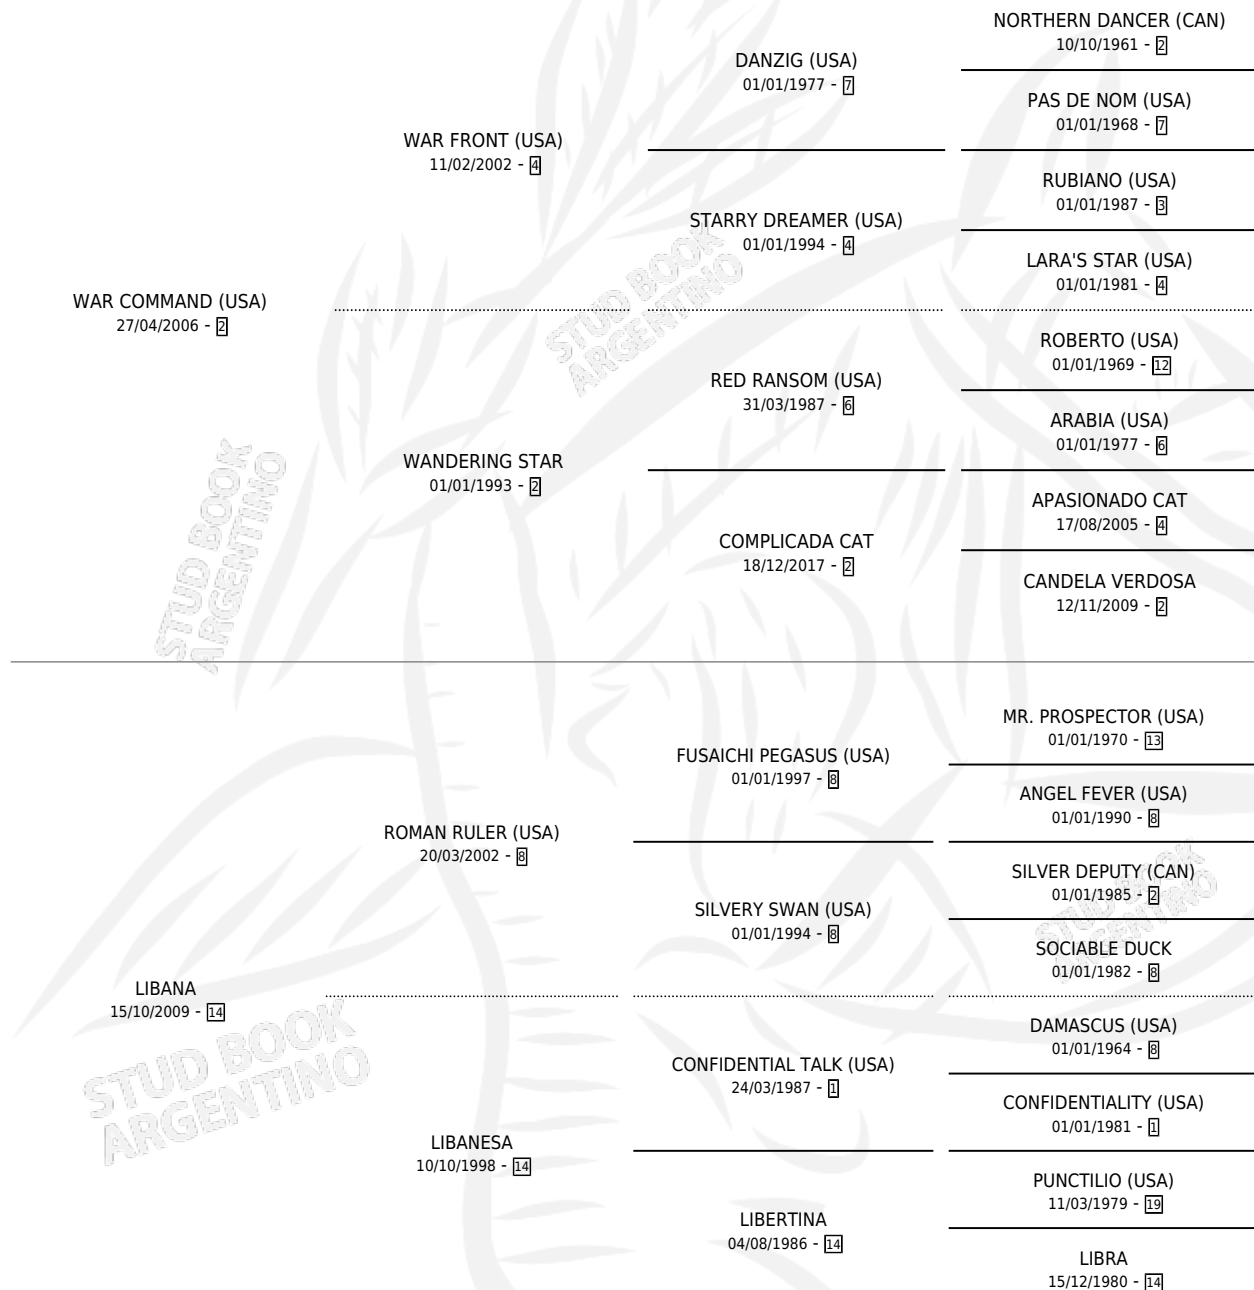 NORTHERN DANCER (CAN)
10/10/1961 - 2
DANZIG (USA)
01/01/1977 - 7
PAS DE NOM (USA)
01/01/1968 - 7
WAR FRONT (USA)
11/02/2002 - 4
RUBIANO (USA)
01/01/1987 - 3
STARRY DREAMER (USA)
01/01/1994 - 4
LARA'S STAR (USA)
01/01/1981 - 4
WAR COMMAND (USA)
27/04/2006 - 2
ROBERTO (USA)
01/01/1969 - 12
RED RANSOM (USA)
31/03/1987 - 6
ARABIA (USA)
01/01/1977 - 6
WANDERING STAR
01/01/1993 - 2
APASIONADO CAT
17/08/2005 - 4
COMPLICADA CAT
18/12/2017 - 2
CANDELA VERDOSA
12/11/2009 - 2
STUD BOOK
ARGENTINO
STUD BOOK
ARGENTINO
MR. PROSPECTOR (USA)
01/01/1970 - 13
FUSAICHI PEGASUS (USA)
01/01/1997 - 8
ANGEL FEVER (USA)
01/01/1990 - 8
ROMAN RULER (USA)
20/03/2002 - 8
SILVER DEPUTY (CAN)
01/01/1985 - 2
SILVERY SWAN (USA)
01/01/1994 - 8
SOCIABLE DUCK
01/01/1982 - 8
LIBANA
15/10/2009 - 14
DAMASCUS (USA)
01/01/1964 - 8
CONFIDENTIAL TALK (USA)
24/03/1987 - 1
CONFIDENTIALITY (USA)
01/01/1981 - 1
LIBANESA
10/10/1998 - 14
PUNCTILIO (USA)
11/03/1979 - 19
LIBERTINA
04/08/1986 - 14
LIBRA
15/12/1980 - 14
STUD BOOK
ARGENTINO
STUD BOOK
ARGENTINO